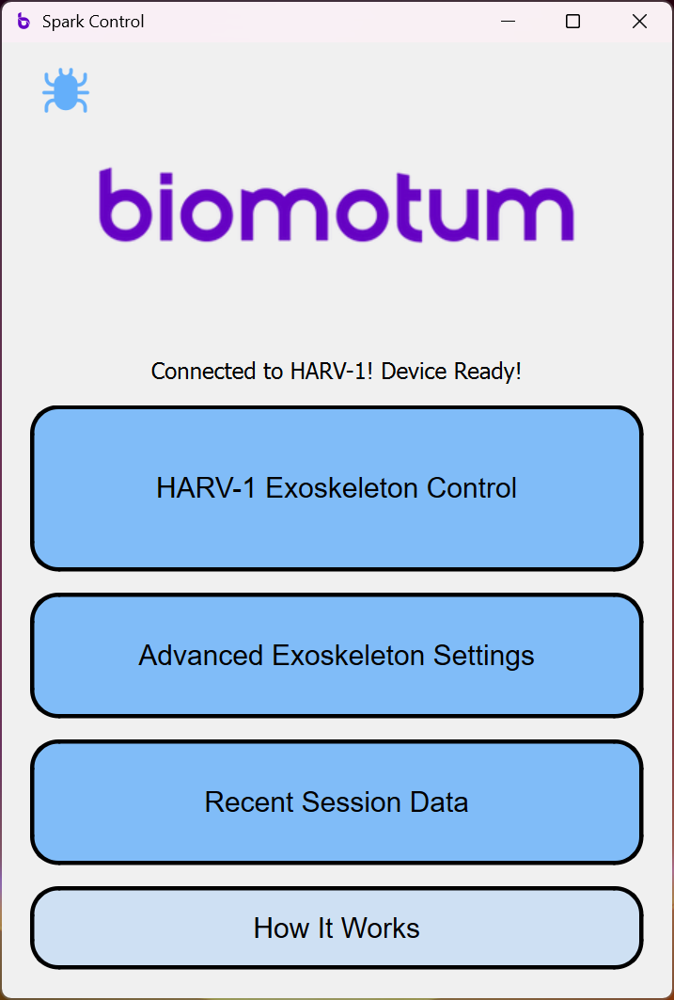 Spark Control
biomotum
Connected to HARV-1! Device Ready!
HARV-1 Exoskeleton Control
Advanced Exoskeleton Settings
Recent Session Data
How It Works